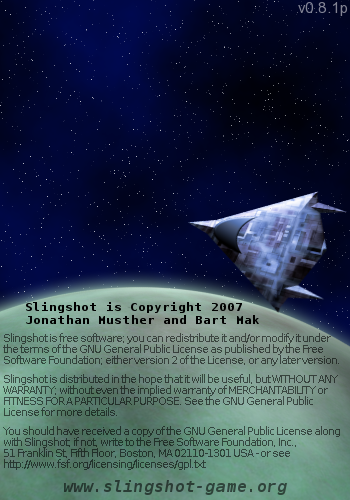 v0.8.1p
Slingshot is Copyright 2007
Jonathan Musther and Bart Mak
Slingshot is free software; you can redistribute it and/or modify it under
the terms of the GNU General Public License as published by the Free
Software Foundation; either version 2 of the License, or any later version.
Slingshot is distributed in the hope that it will be useful, but WITHOUT ANY
WARRANTY; without even the implied warranty of MERCHANTABILITY or
FITNESS FOR A PARTICULAR PURPOSE. See the GNU General Public
License for more details.
You should have received a copy of the GNU General Public License along
with Slingshot; if not, write to the Free Software Foundation, Inc.,
51 Franklin St, Fifth Floor, Boston, MA 02110-1301 USA - or see
http://www.fsf.org/licensing/licenses/gpl.txt
www.slingshot-game.org